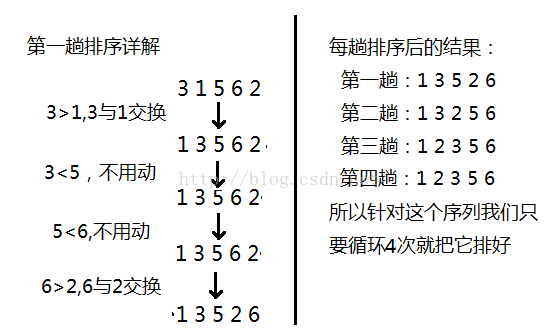 第一趟排序详解
3 1 5 6 2
3>1,3与1交换
1 3 5 6 2
3<5，不用动
http://blog.csdn.
1 3 5 6 2
5<6,不用动
1 3 5 6 2
6>2,6与2交换
1 3 5 2 6
每趟排序后的结果：
第一趟：1 3 5 2 6
第二趟：1 3 2 5 6
第三趟：1 2 3 5 6
第四趟：1 2 3 5 6
所以针对这个序列我们只
要循环4次就把它排好